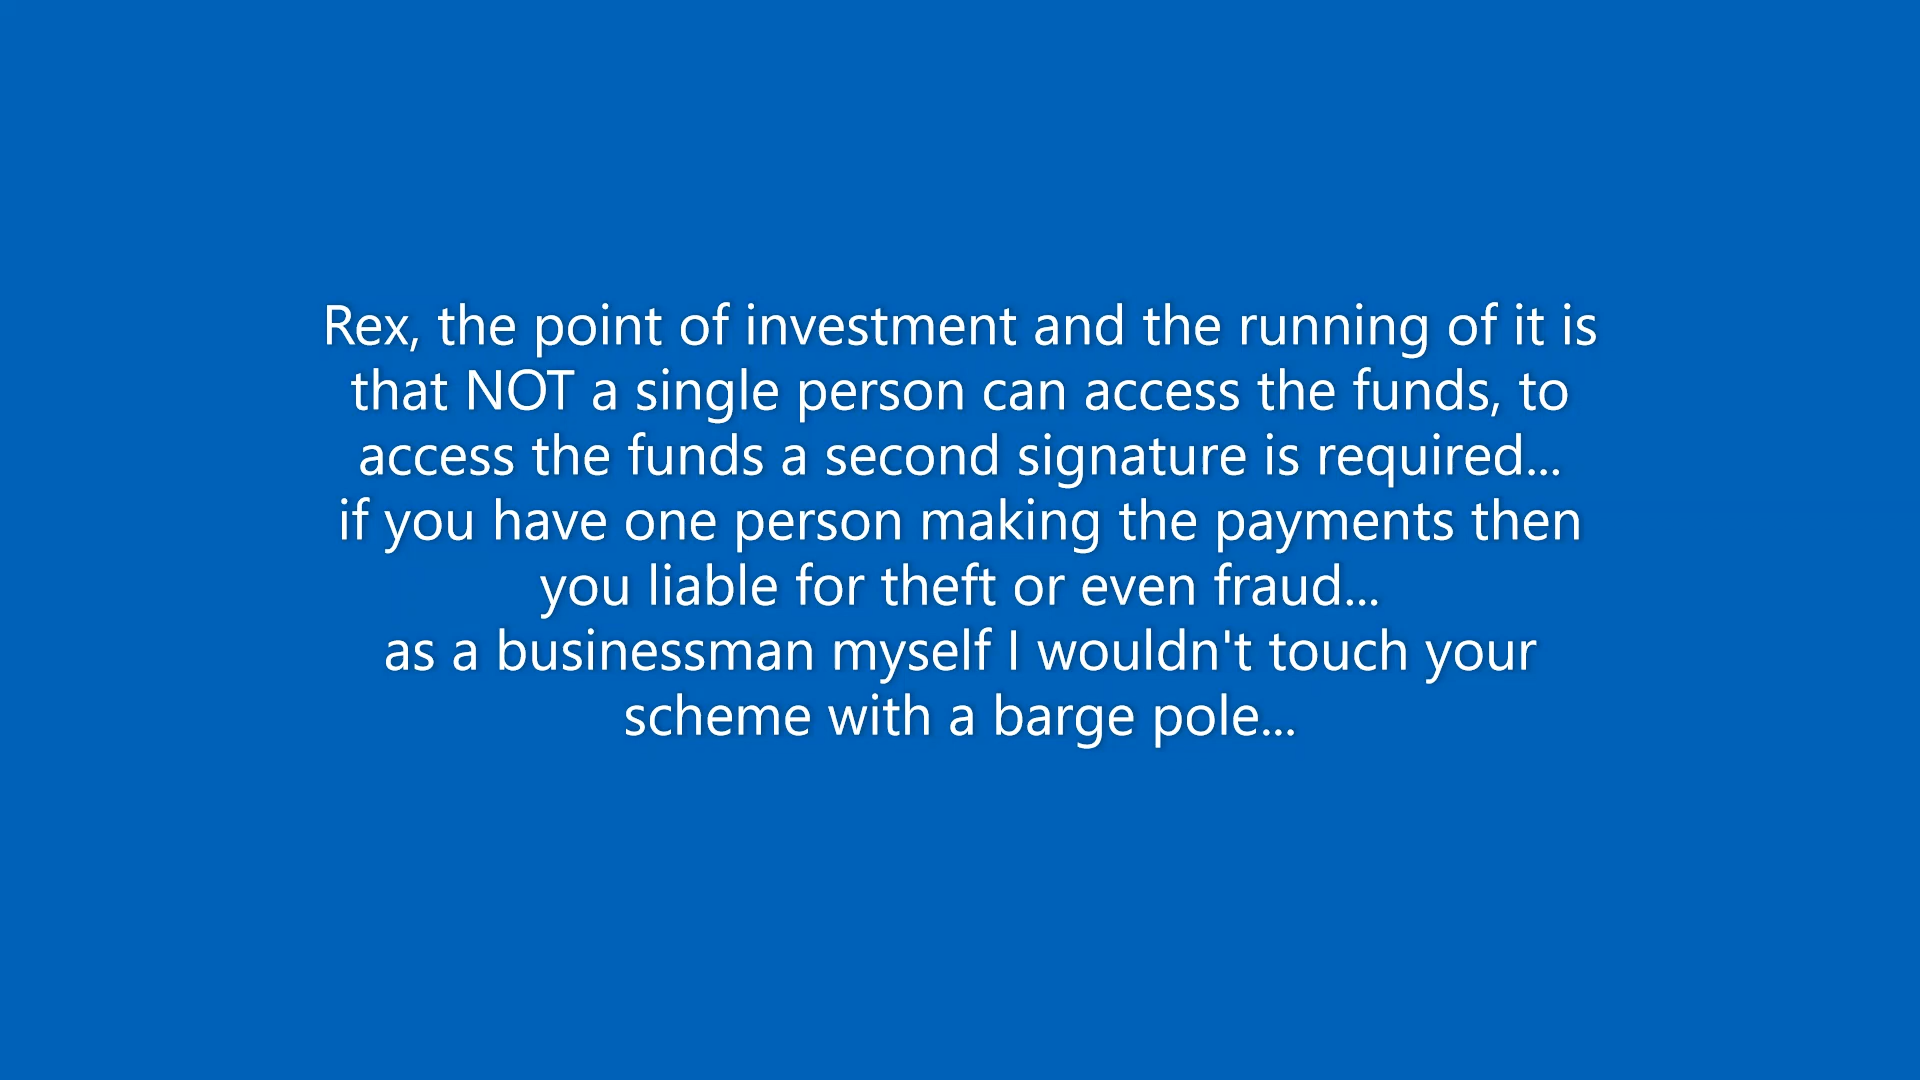 Rex, the point of investment and the running of it is
that NOT a single person can access the funds, to
access the funds a second signature is required...
if you have one person making the payments then
you liable for theft or even fraud...
as a businessman myself I wouldn't touch your
scheme with a barge pole...